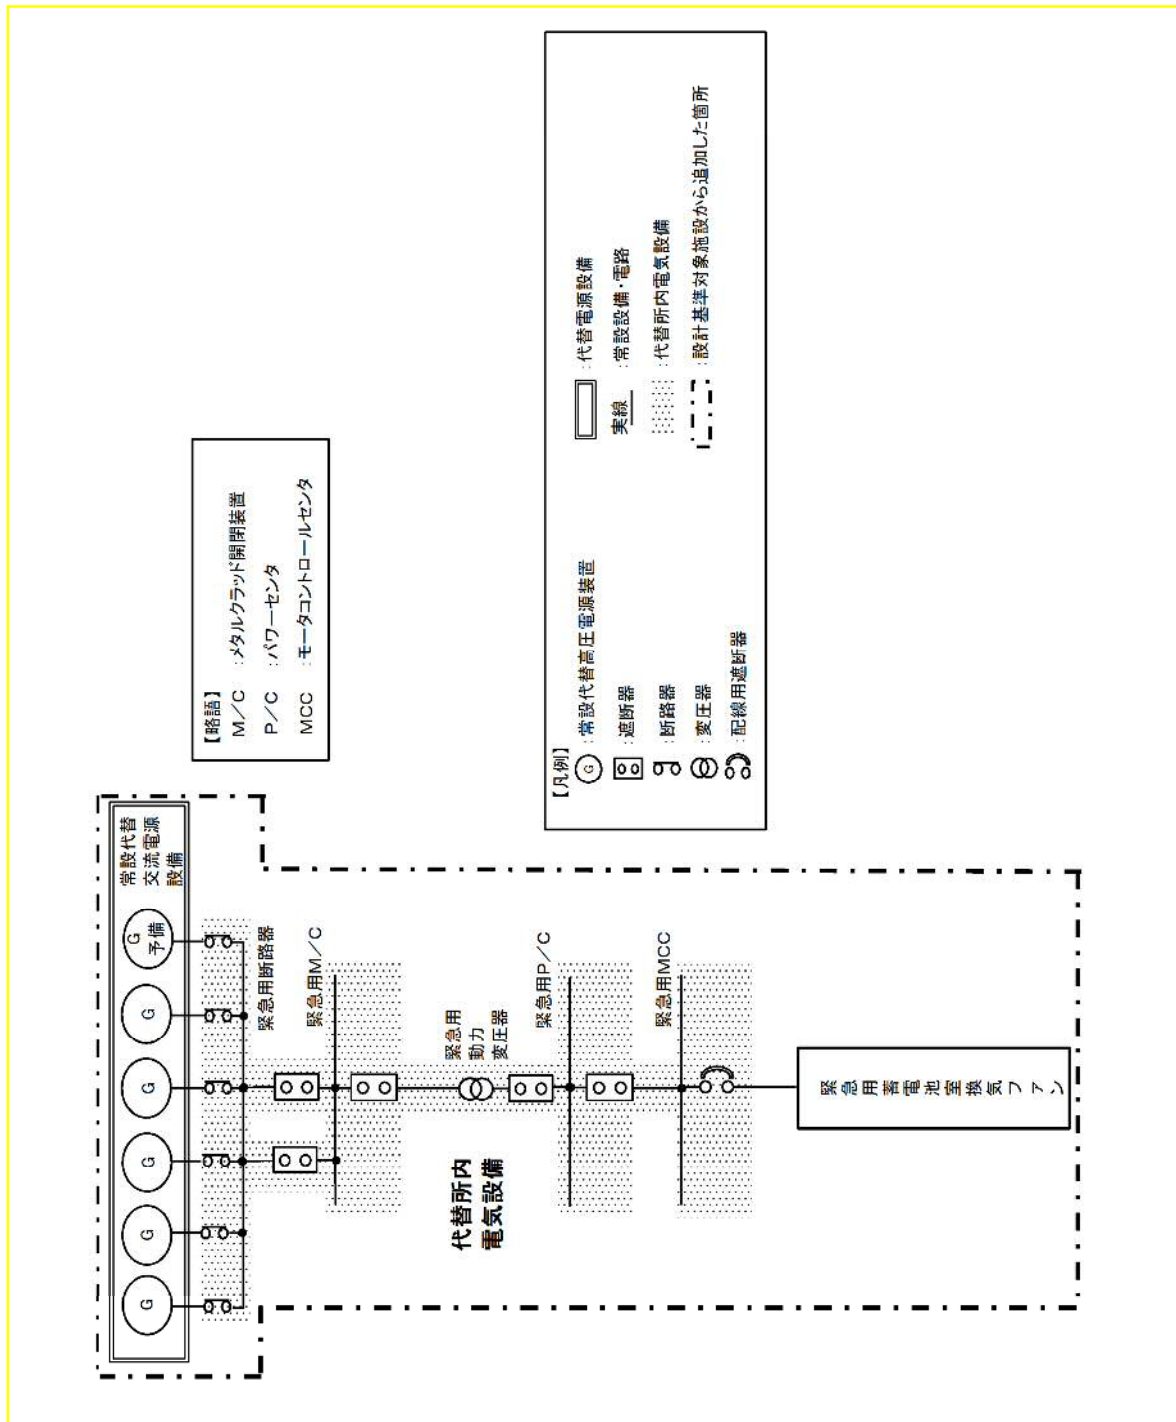 常設代替
交流電源
設備
G
G
G
G
G
G
予備
緊急用断路器
緊急用M／C
緊急用
動力
変圧器
緊急用P／C
緊急用MCC
代替所内
電気設備
緊急用蓄電池室換気ファン
【略語】
M／C :メタルクラッド開閉装置
P／C :パワーセンタ
MCC :モータコントロールセンタ
【凡例】
G :常設代替高圧電源装置
:遮断器
:断路器
:変圧器
:配線用遮断器
:代替電源設備
実線 :常設設備・電路
:代替所内電気設備
:設計基準対象施設から追加した箇所